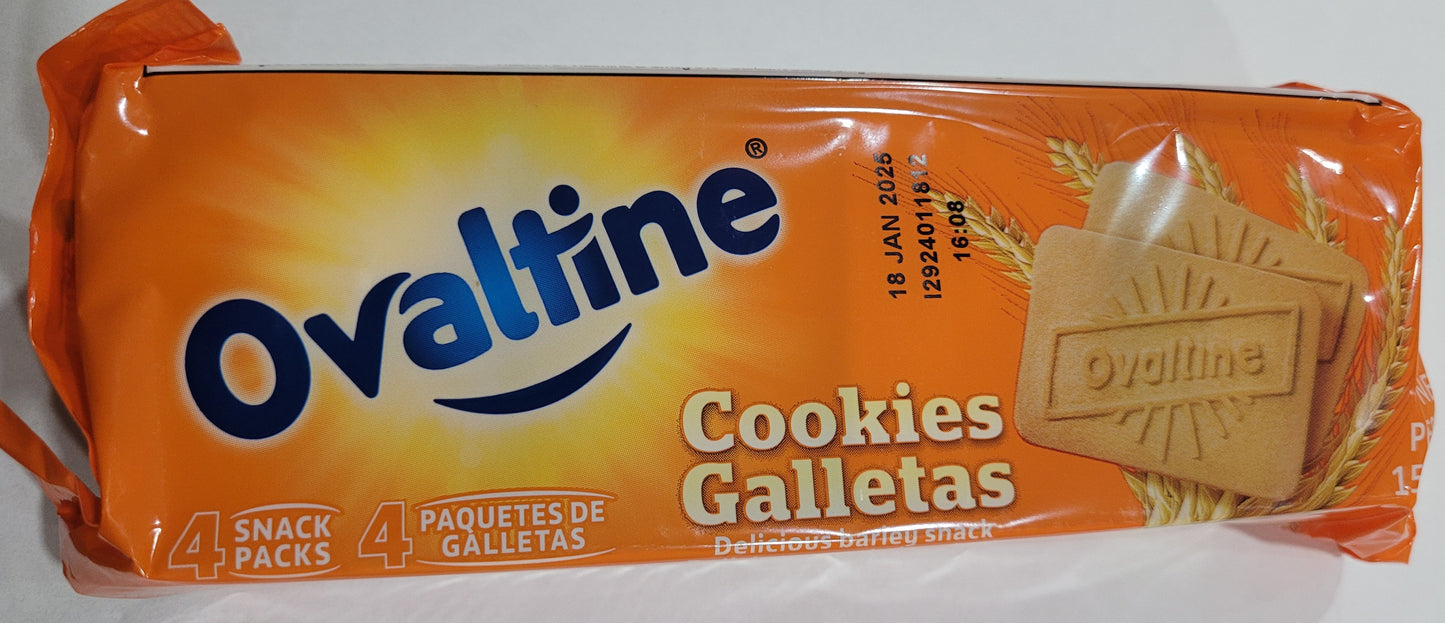 Ovaltine®
18 JAN 2025
I2924011812
16:08
Ovaltine
Cookies
Galletas
Delicious barley snack
4 SNACK
PACKS
4 PAQUETES DE
GALLETAS